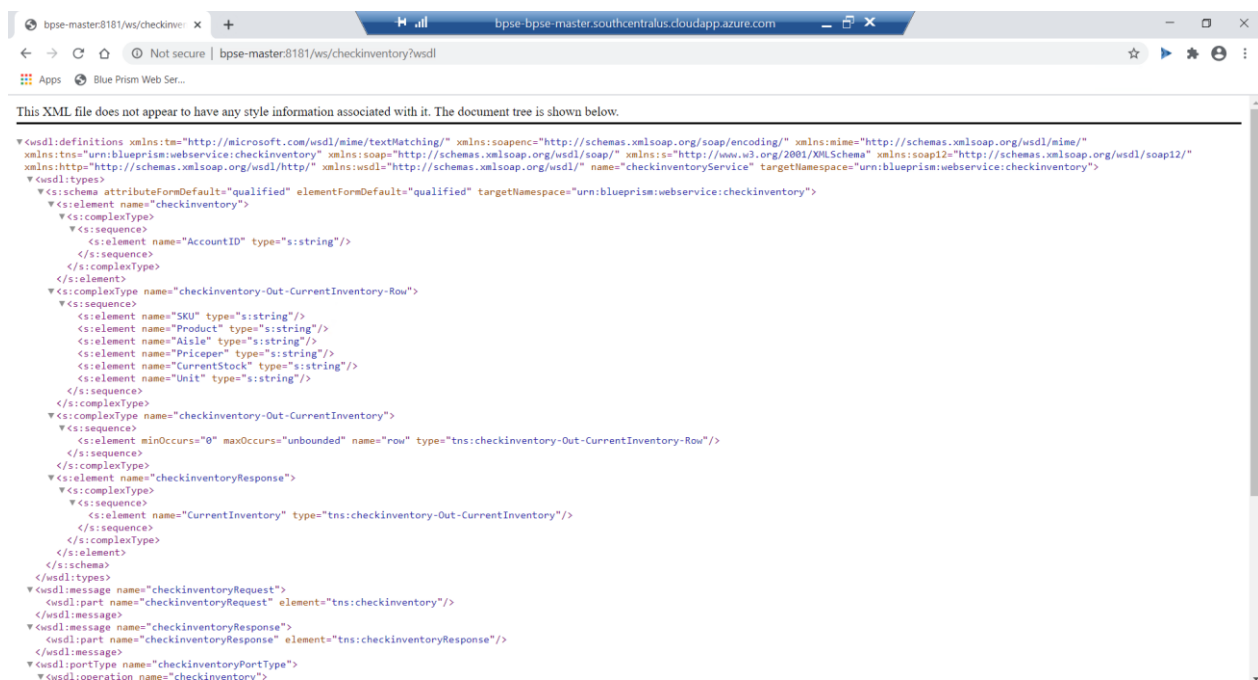 bpse-master:8181/ws/checkinver
bpse-bpse-master.southcentralus.cloudapp.azure.com
Not secure | bpse-master:8181/ws/checkinventory?wsdl
Apps Blue Prism Web Ser...
This XML file does not appear to have any style information associated with it. The document tree is shown below.
▼<wsdl:definitions xmlns:tm="http://microsoft.com/wsdl/mime/textMatching/" xmlns:soapenc="http://schemas.xmlsoap.org/soap/encoding/" xmlns:mime="http://schemas.xmlsoap.org/wsdl/mime/"
xmlns:tns="urn:blueprism:webservice:checkinventory" xmlns:soap="http://schemas.xmlsoap.org/wsdl/soap/" xmlns:s="http://www.w3.org/2001/XMLSchema" xmlns:soap12="http://schemas.xmlsoap.org/wsdl/soap12/"
xmlns:http="http://schemas.xmlsoap.org/wsdl/http/" xmlns:wsdl="http://schemas.xmlsoap.org/wsdl/" name="checkinventoryService" targetNamespace="urn:blueprism:webservice:checkinventory">
▼<wsdl:types>
▼<s:schema attributeFormDefault="qualified" elementFormDefault="qualified" targetNamespace="urn:blueprism:webservice:checkinventory">
▼<s:element name="checkinventory">
▼<s:complexType>
▼<s:sequence>
<s:element name="AccountID" type="s:string"/>
</s:sequence>
</s:complexType>
</s:element>
▼<s:complexType name="checkinventory-Out-CurrentInventory-Row">
▼<s:sequence>
<s:element name="SKU" type="s:string"/>
<s:element name="Product" type="s:string"/>
<s:element name="Aisle" type="s:string"/>
<s:element name="Priceper" type="s:string"/>
<s:element name="CurrentStock" type="s:string"/>
<s:element name="Unit" type="s:string"/>
</s:sequence>
</s:complexType>
▼<s:complexType name="checkinventory-Out-CurrentInventory">
▼<s:sequence>
<s:element minOccurs="0" maxOccurs="unbounded" name="row" type="tns:checkinventory-Out-CurrentInventory-Row"/>
</s:sequence>
</s:complexType>
▼<s:element name="checkinventoryResponse">
▼<s:complexType>
▼<s:sequence>
<s:element name="CurrentInventory" type="tns:checkinventory-Out-CurrentInventory"/>
</s:sequence>
</s:complexType>
</s:element>
</s:schema>
</wsdl:types>
▼<wsdl:message name="checkinventoryRequest">
<wsdl:part name="checkinventoryRequest" element="tns:checkinventory"/>
</wsdl:message>
▼<wsdl:message name="checkinventoryResponse">
<wsdl:part name="checkinventoryResponse" element="tns:checkinventoryResponse"/>
</wsdl:message>
▼<wsdl:portType name="checkinventoryPortType">
▼<wsdl:operation name="checkinventory">